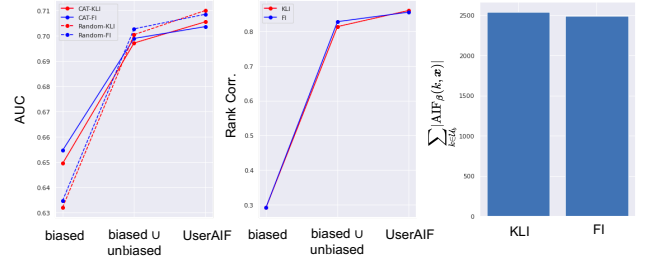 0.71
0.70
0.69
0.68
0.67
0.66
0.65
0.64
0.63
AUC
CAT-KLI
CAT-FI
Random-KLI
Random-FI
biased
biased ∪
unbiased
UserAIF
0.8
0.7
0.6
0.5
0.4
0.3
Rank Corr.
KLI
FI
biased
biased ∪
unbiased
UserAIF
2500
2000
1500
1000
500
0
∑|AIF_β(k, x)|
k∈U_b
KLI
FI